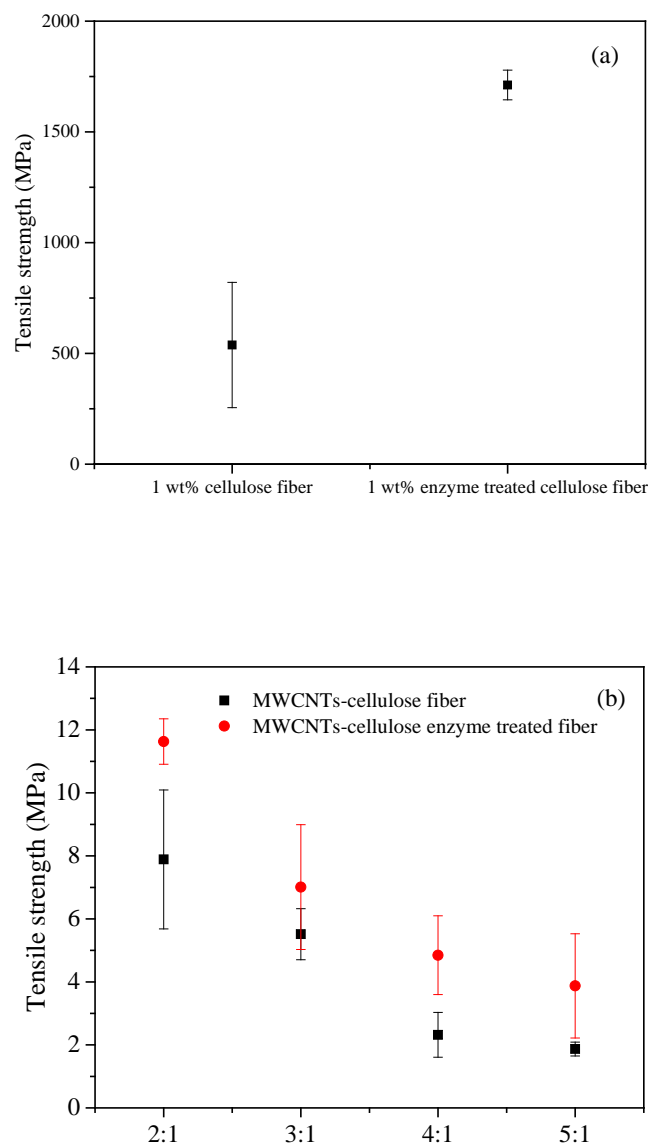 2000
(a)
1500
1000
500
0
Tensile stremgth (MPa)
1 wt% cellulose fiber
1 wt% enzyme treated cellulose fiber
14
(b)
MWCNTs-cellulose fiber
MWCNTs-cellulose enzyme treated fiber
12
10
8
6
4
2
0
Tensile strength (MPa)
2:1
3:1
4:1
5:1